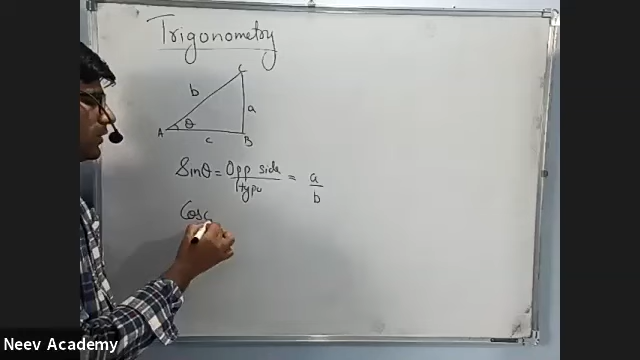 Trigonometry
C
b
a
θ
A
c
B
Sinθ = Opp side / Hypo = a / b
Cos
Neev Academy